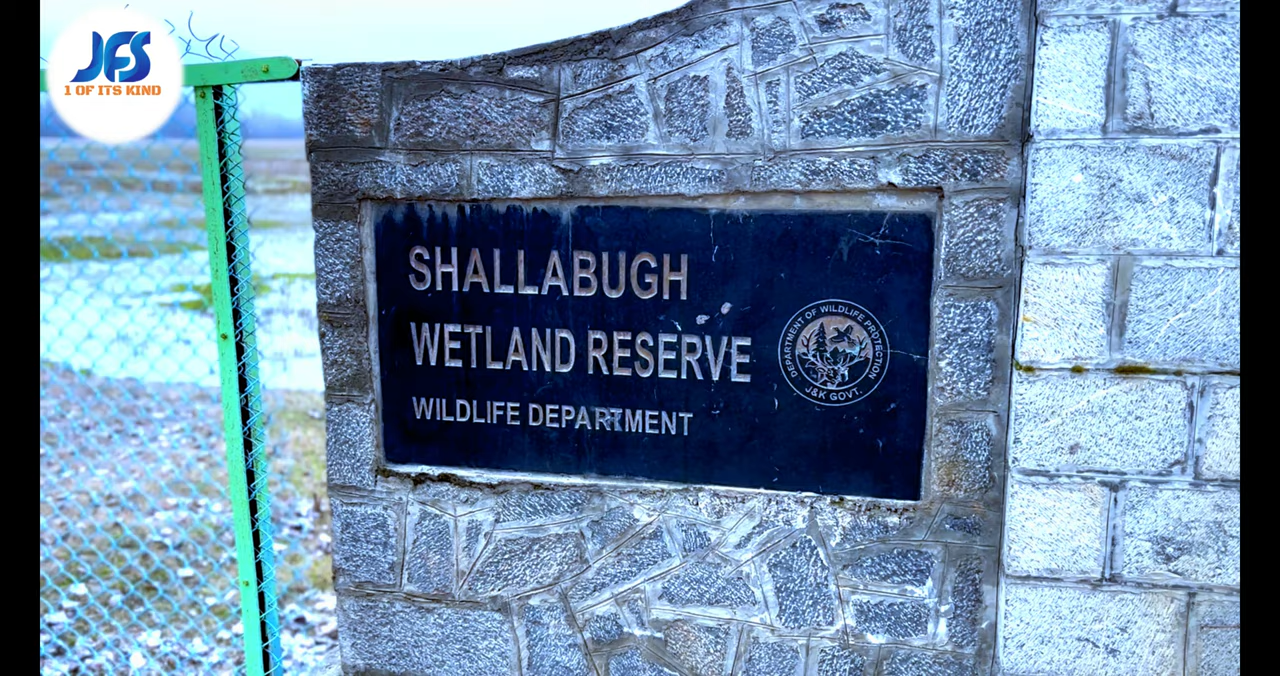 JFS
1 OF ITS KIND
SHALLABUGH
WETLAND RESERVE
WILDLIFE DEPARTMENT
DEPARTMENT OF WILDLIFE PROTECTION
J&K GOVT.